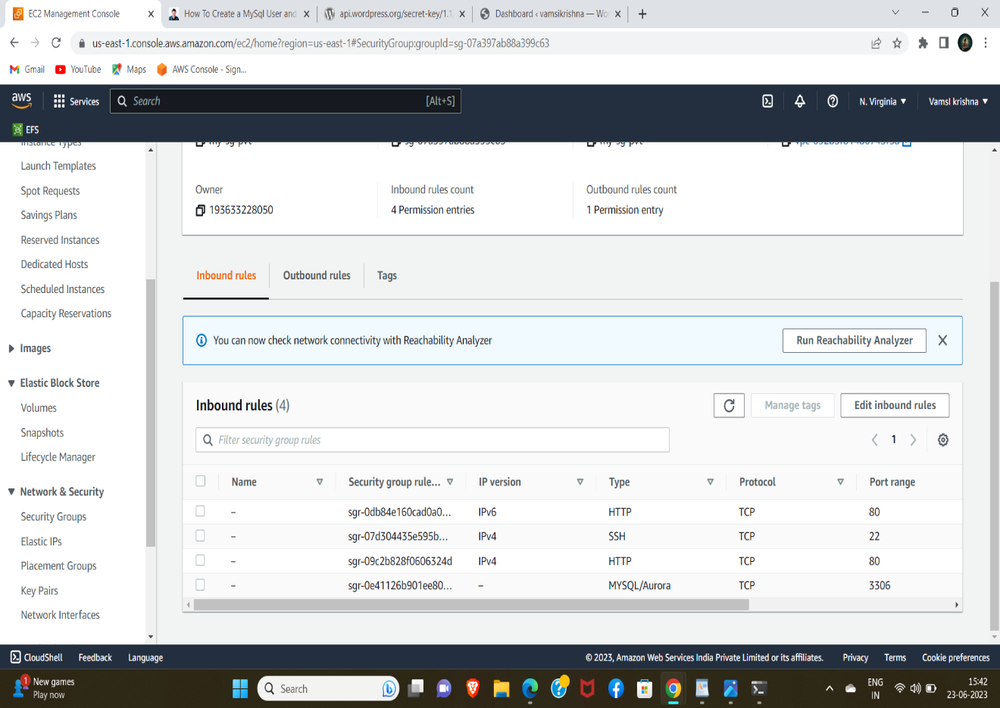 EC2 Management Console
How To Create a MySql User and
api.wordpress.org/secret-key/1.1
Dashboard ‹ vamsikrishna — Wo
us-east-1.console.aws.amazon.com/ec2/home?region=us-east-1#SecurityGroup:groupId=sg-07a397ab88a399c63
Gmail
YouTube
Maps
AWS Console - Sign...
aws
Services
Search
[Alt+S]
N. Virginia
VamsI krishna
EFS
Instance Types
Launch Templates
Spot Requests
Savings Plans
Reserved Instances
Dedicated Hosts
Scheduled Instances
Capacity Reservations
Images
Elastic Block Store
Volumes
Snapshots
Lifecycle Manager
Network & Security
Security Groups
Elastic IPs
Placement Groups
Key Pairs
Network Interfaces
my-sg-pvt
sg-07a397ab88a399c63
my-sg-pvt
Owner
193633228050
Inbound rules count
4 Permission entries
Outbound rules count
1 Permission entry
Inbound rules
Outbound rules
Tags
You can now check network connectivity with Reachability Analyzer
Run Reachability Analyzer
Inbound rules (4)
Manage tags
Edit inbound rules
Filter security group rules
1
Name
Security group rule...
IP version
Type
Protocol
Port range
– sgr-0db84e160cad0a0... IPv6 HTTP TCP 80
– sgr-07d304435e595b... IPv4 SSH TCP 22
– sgr-09c2b828f0606324d IPv4 HTTP TCP 80
– sgr-0e41126b901ee80... – MYSQL/Aurora TCP 3306
CloudShell
Feedback
Language
© 2023, Amazon Web Services India Private Limited or its affiliates.
Privacy
Terms
Cookie preferences
1
New games
Play now
Search
ENG
IN
15:42
23-06-2023